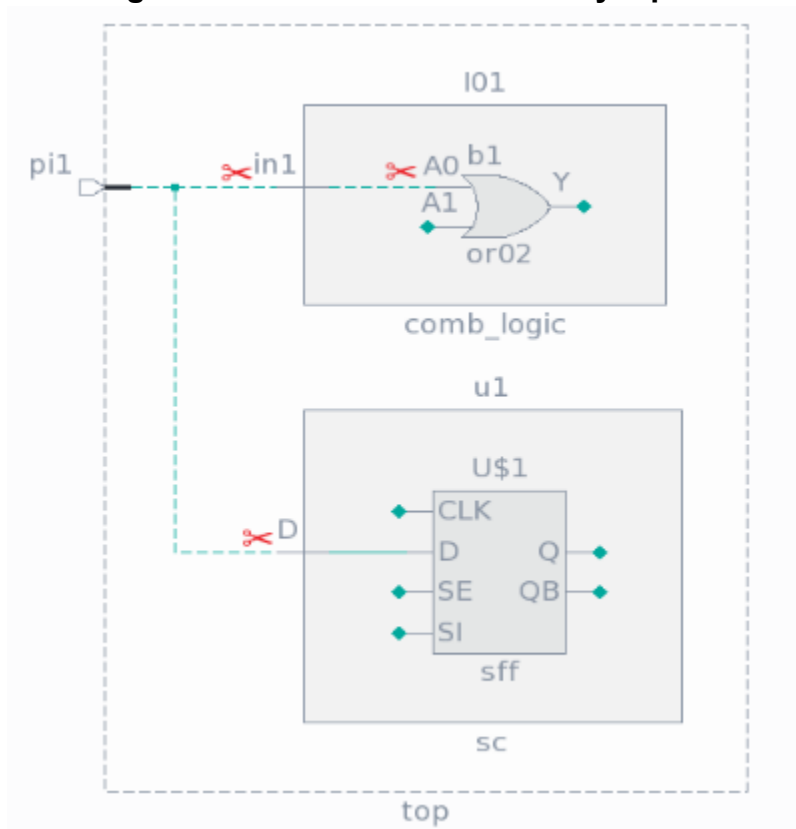 I01
pi1
in1
A0
b1
A1
Y
or02
comb_logic
u1
U$1
D
CLK
D
Q
SE
QB
SI
sff
sc
top